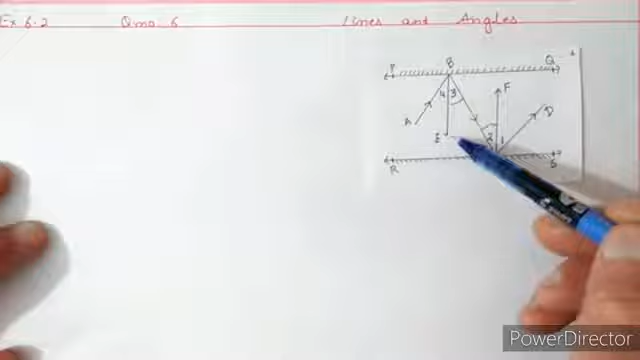 Ex 6.2 Qno 6 Lines and Angles
P B Q
4 3 F
A D
E 2 1
R S
PowerDirector